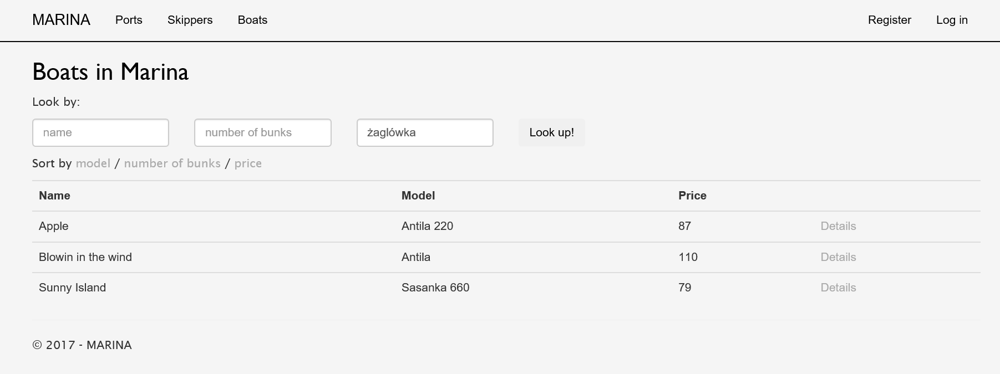 MARINA Ports Skippers Boats Register Log in
Boats in Marina
Look by:
name number of bunks żaglówka Look up!
Sort by model / number of bunks / price
Name Model Price
Apple Antila 220 87 Details
Blowin in the wind Antila 110 Details
Sunny Island Sasanka 660 79 Details
© 2017 - MARINA